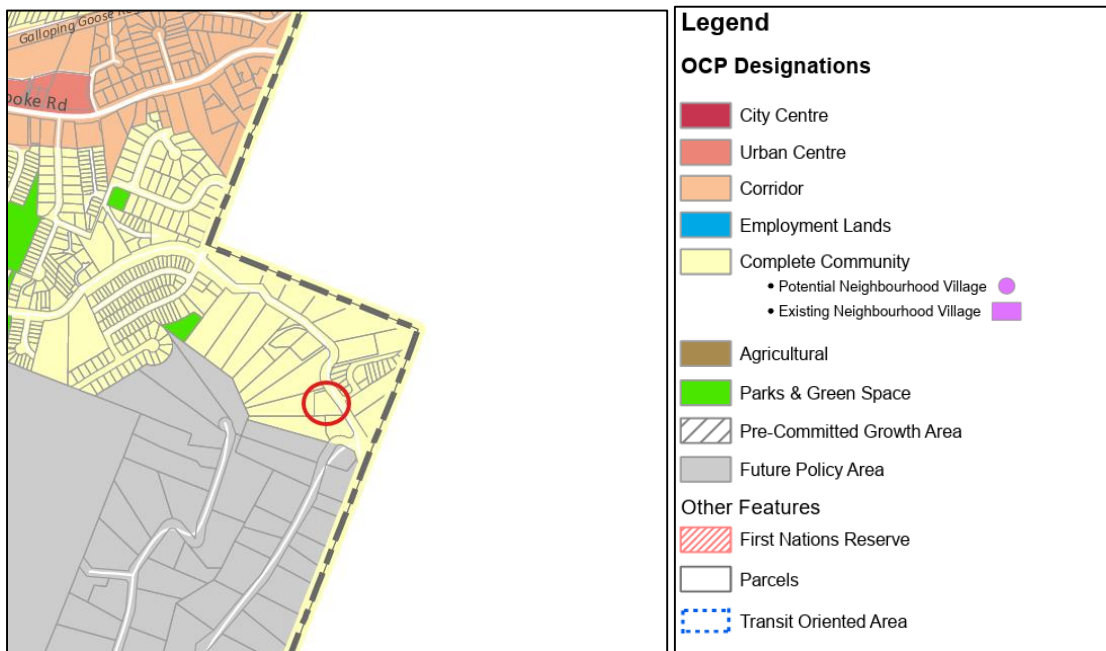 Galloping Goose
ooke Rd
Legend
OCP Designations
City Centre
Urban Centre
Corridor
Employment Lands
Complete Community
• Potential Neighbourhood Village
• Existing Neighbourhood Village
Agricultural
Parks & Green Space
Pre-Committed Growth Area
Future Policy Area
Other Features
First Nations Reserve
Parcels
Transit Oriented Area